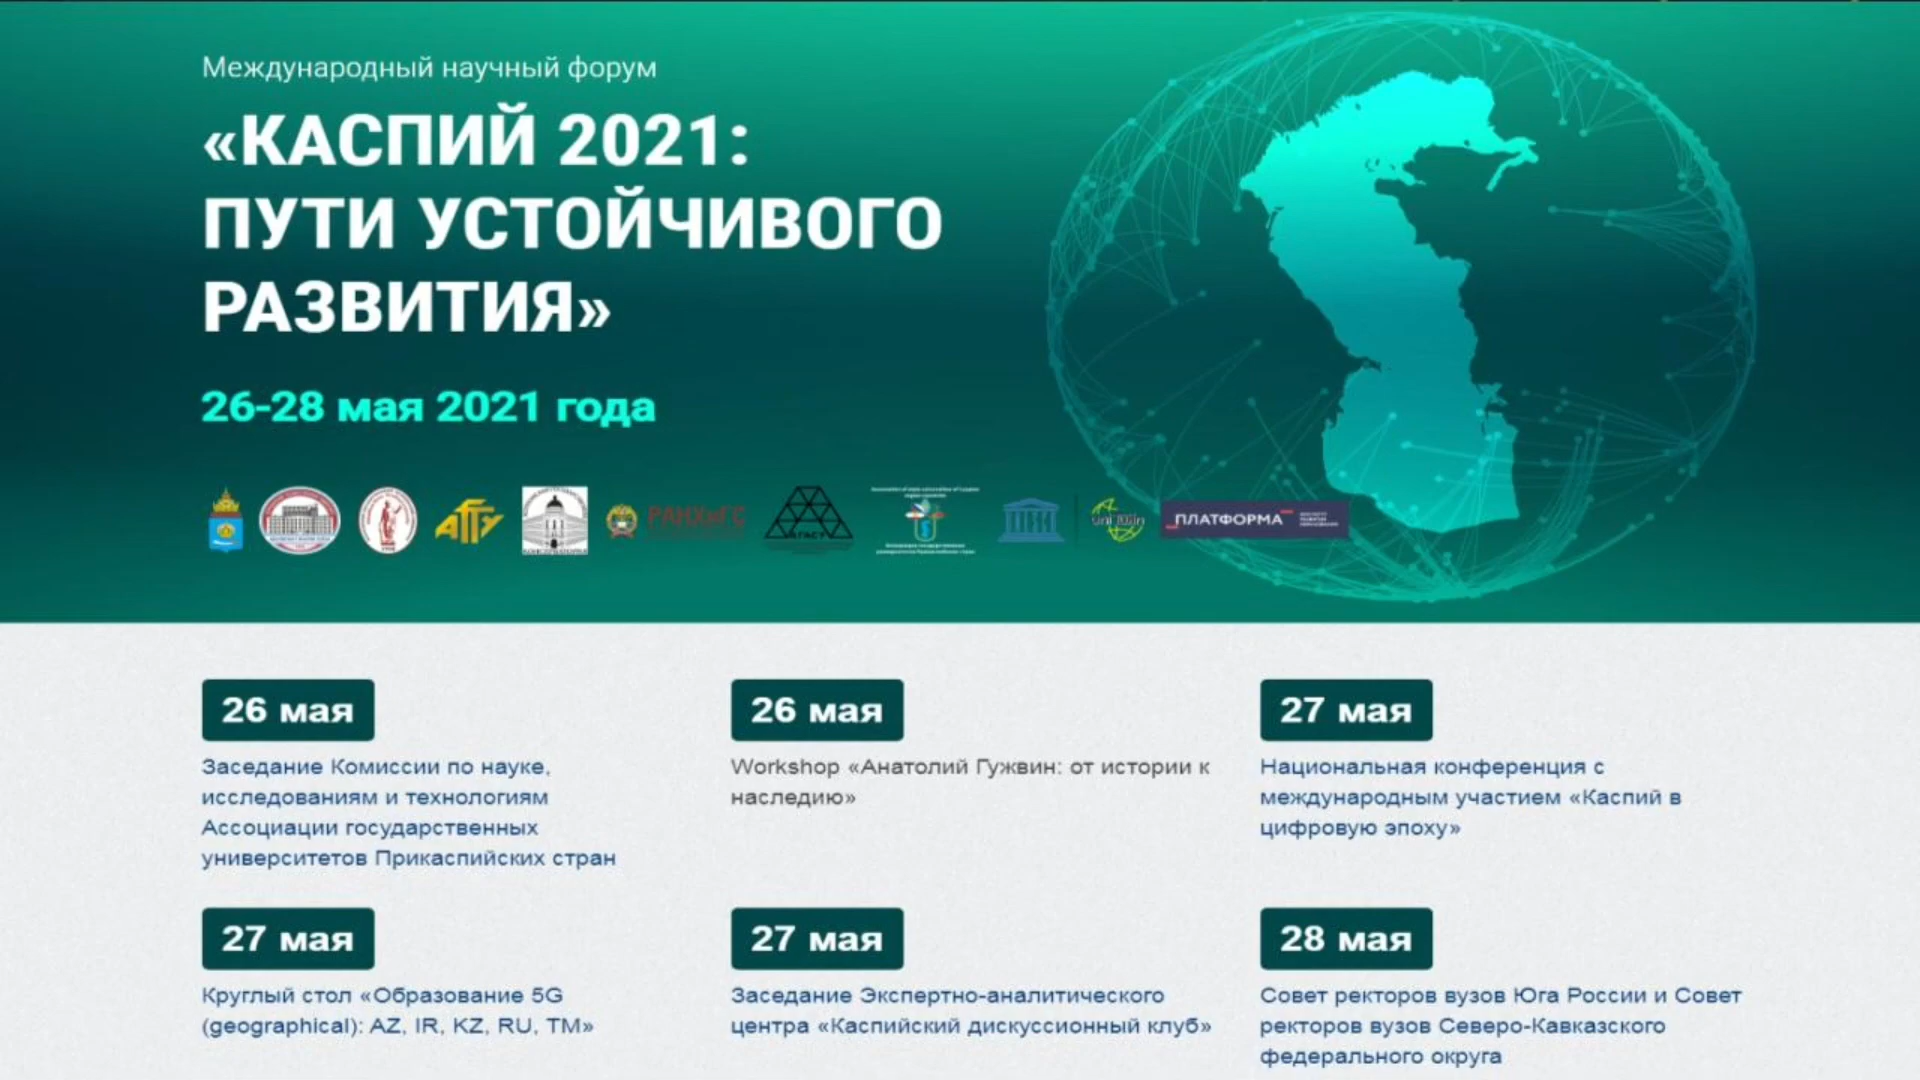 Международный научный форум
«КАСПИЙ 2021:
ПУТИ УСТОЙЧИВОГО
РАЗВИТИЯ»
26-28 мая 2021 года
АГТУ
РАНХиГС
АГАСУ
ПЛАТФОРМА
26 мая
Заседание Комиссии по науке,
исследованиям и технологиям
Ассоциации государственных
университетов Прикаспийских стран
26 мая
Workshop «Анатолий Гужвин: от истории к
наследию»
27 мая
Национальная конференция с
международным участием «Каспий в
цифровую эпоху»
27 мая
Круглый стол «Образование 5G
(geographical): AZ, IR, KZ, RU, TM»
27 мая
Заседание Экспертно-аналитического
центра «Каспийский дискуссионный клуб»
28 мая
Совет ректоров вузов Юга России и Совет
ректоров вузов Северо-Кавказского
федерального округа